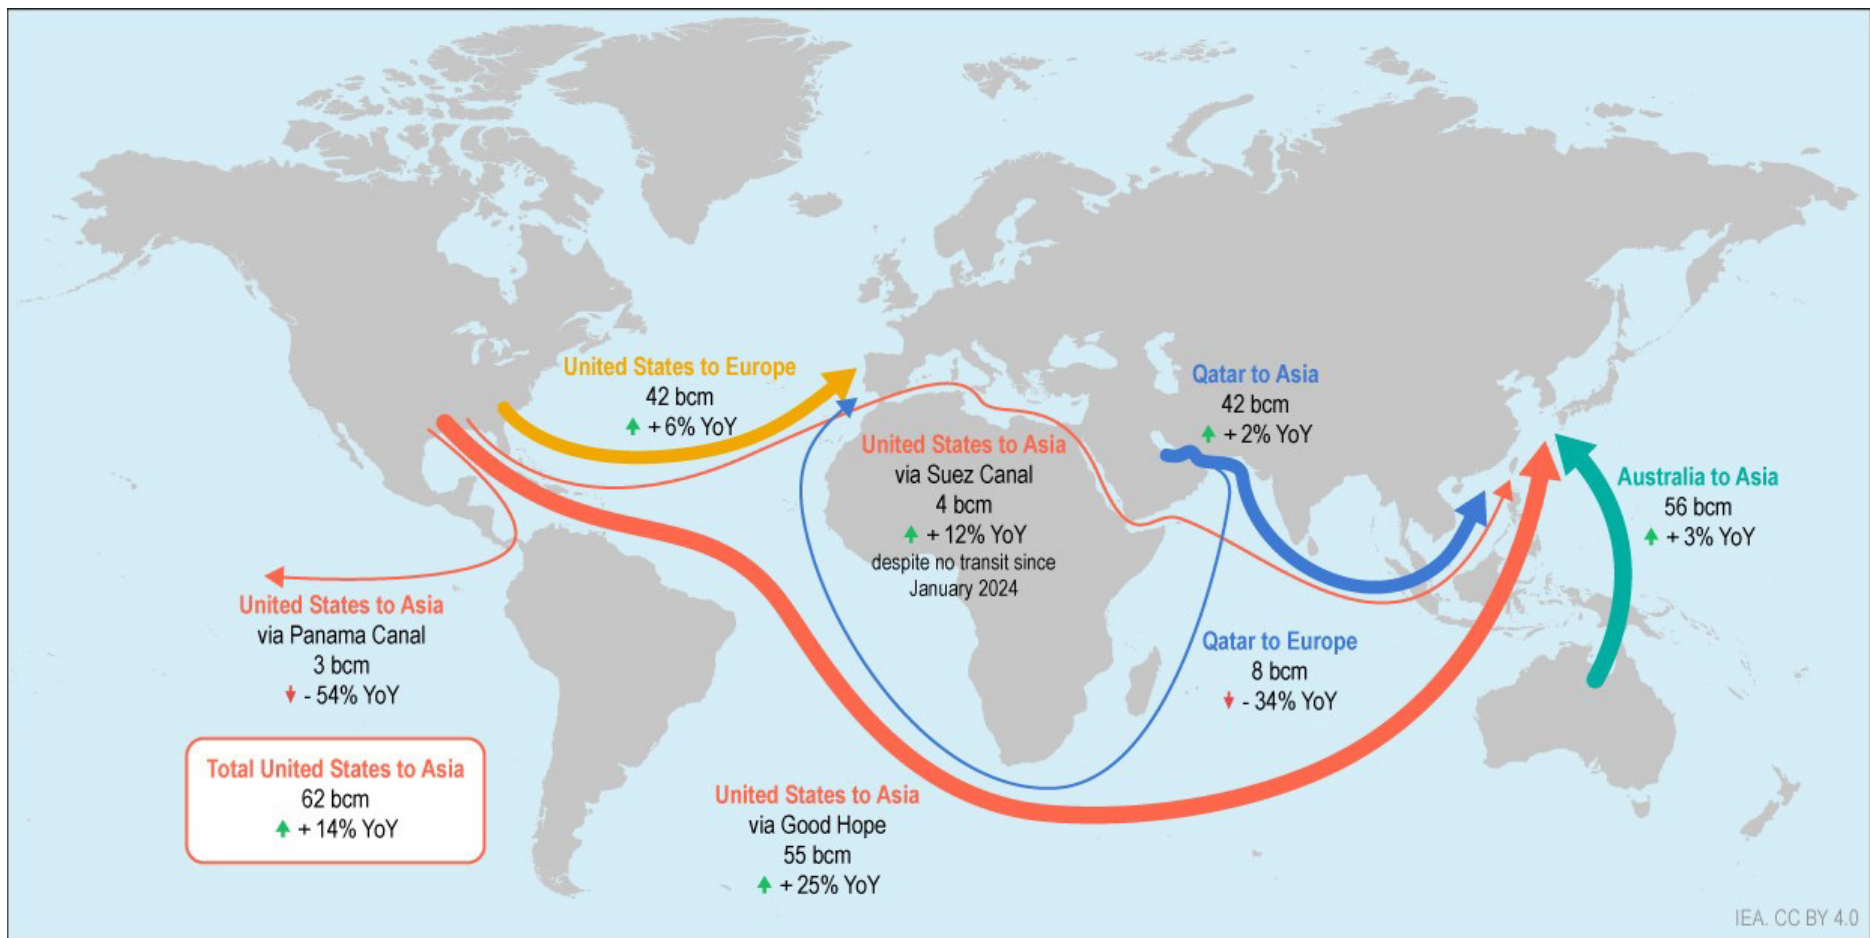 United States to Europe
42 bcm
+ 6% YoY
Qatar to Asia
42 bcm
+ 2% YoY
United States to Asia
via Suez Canal
4 bcm
+ 12% YoY
despite no transit since
January 2024
Australia to Asia
56 bcm
+ 3% YoY
United States to Asia
via Panama Canal
3 bcm
- 54% YoY
Qatar to Europe
8 bcm
- 34% YoY
Total United States to Asia
62 bcm
+ 14% YoY
United States to Asia
via Good Hope
55 bcm
+ 25% YoY
IEA. CC BY 4.0